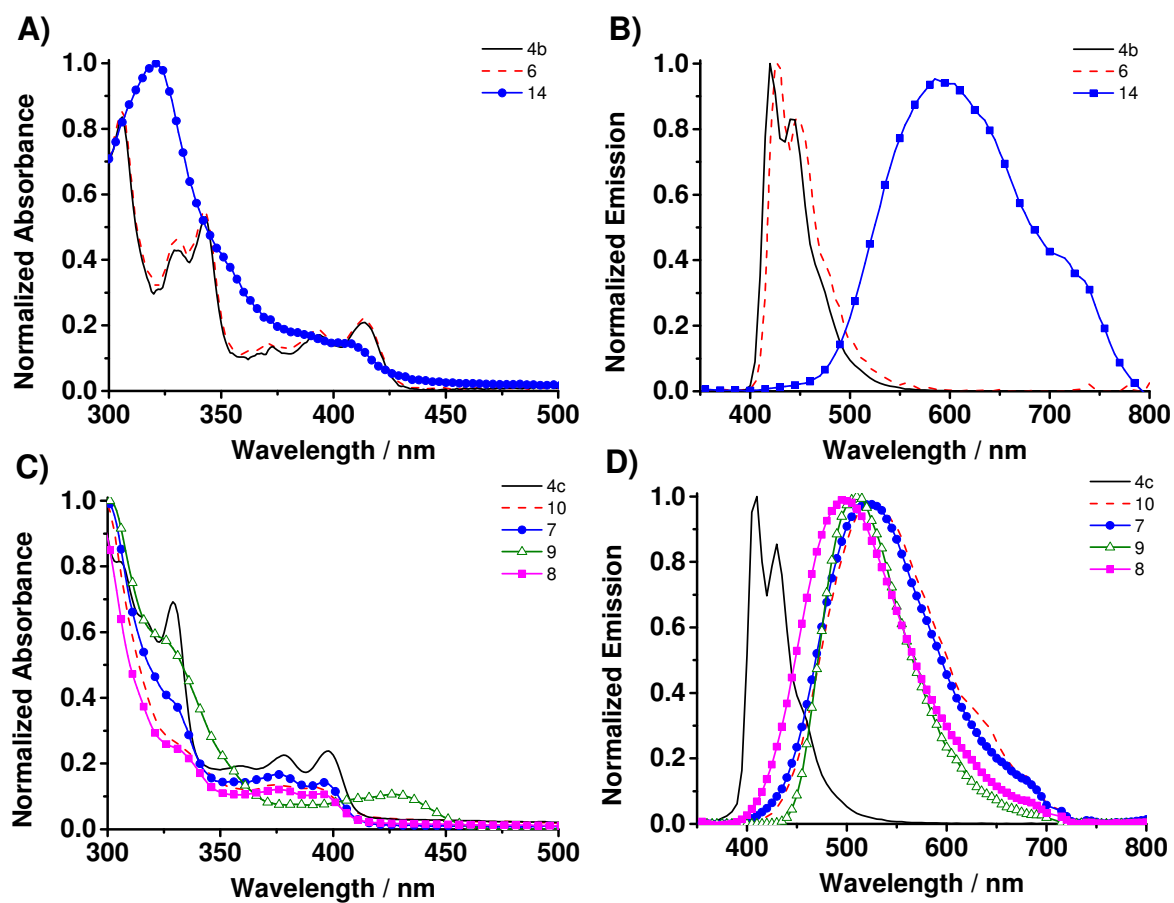 A)
4b
6
14
Normalized Absorbance
1.0
0.8
0.6
0.4
0.2
0.0
300 350 400 450 500
Wavelength / nm
B)
4b
6
14
Normalized Emission
1.0
0.8
0.6
0.4
0.2
0.0
400 500 600 700 800
Wavelength / nm
C)
4c
10
7
9
8
Normalized Absorbance
1.0
0.8
0.6
0.4
0.2
0.0
300 350 400 450 500
Wavelength / nm
D)
4c
10
7
9
8
Normalized Emission
1.0
0.8
0.6
0.4
0.2
0.0
400 500 600 700 800
Wavelength / nm